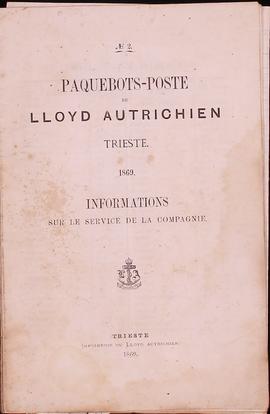 № 2.
PAQUEBOTS-POSTE
DU
LLOYD AUTRICHIEN
TRIESTE.
1869.
INFORMATIONS
SUR LE SERVICE DE LA COMPAGNIE.
TRIESTE
IMPRIMERIE DU LLOYD AUTRICHIEN
1869.